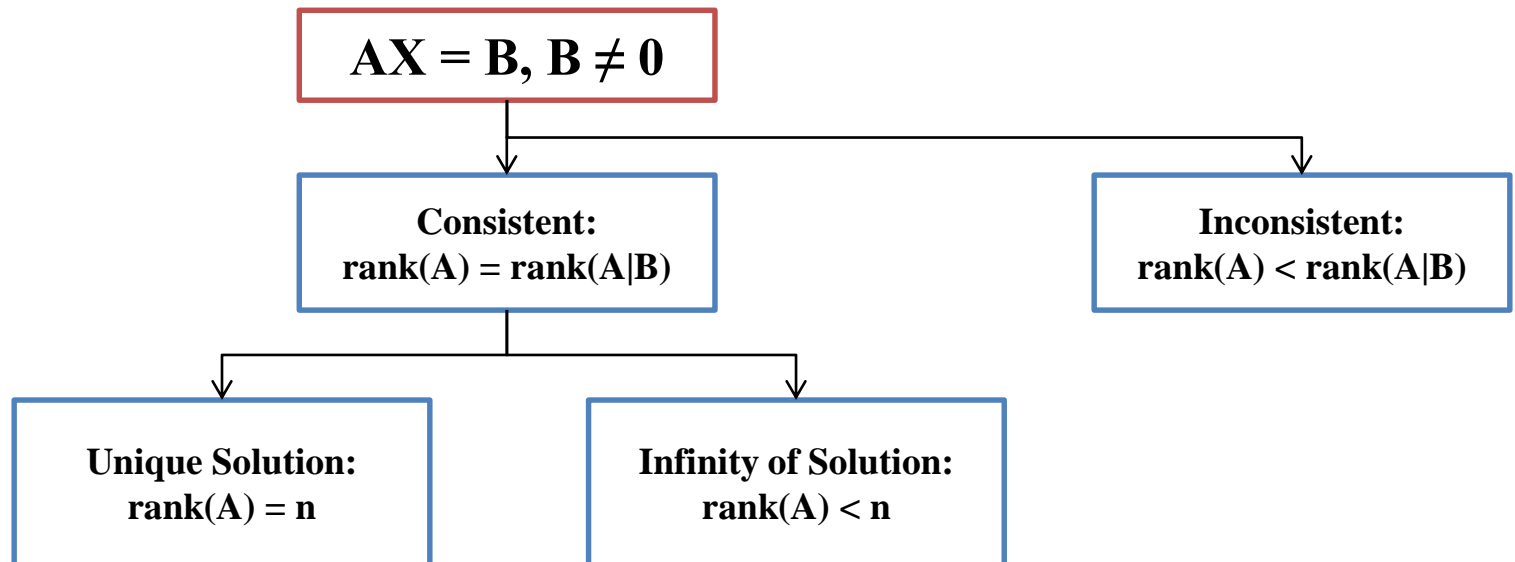 AX = B, B ≠ 0
Consistent:
rank(A) = rank(A|B)
Inconsistent:
rank(A) < rank(A|B)
Unique Solution:
rank(A) = n
Infinity of Solution:
rank(A) < n